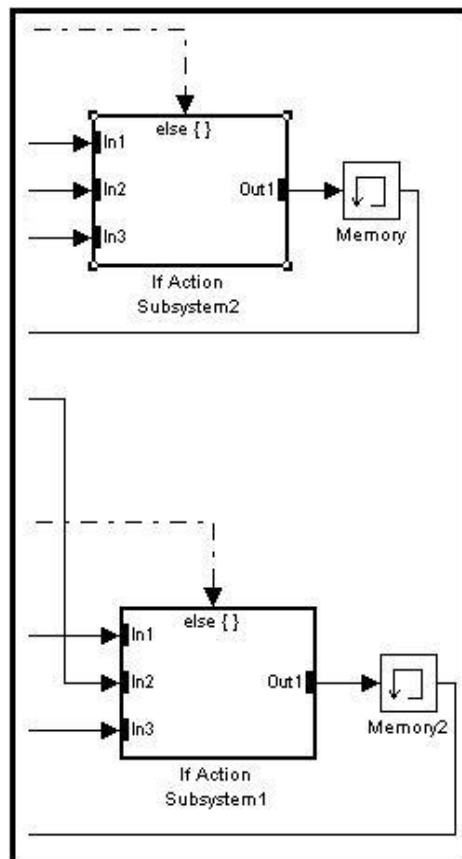 else { }
In1
In2
Out1
In3
Memory
If Action
Subsystem2
else { }
In1
In2
Out1
In3
Memory2
If Action
Subsystem1